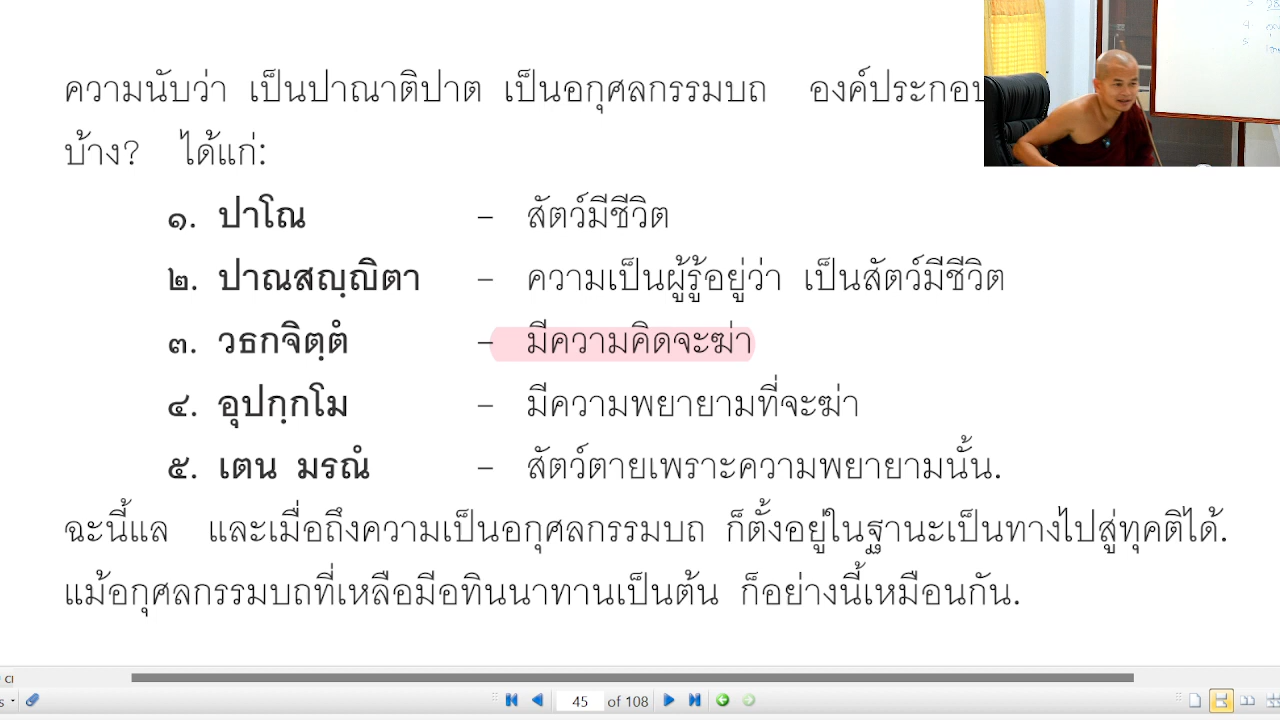 ความนับว่า เป็นปาณาติปาต เป็นอกุศลกรรมบถ องค์ประกอบ
บ้าง? ได้แก่:
๑. ปาโณ – สัตว์มีชีวิต
๒. ปาณสญฺญิตา – ความเป็นผู้รู้อยู่ว่า เป็นสัตว์มีชีวิต
๓. วธกจิตฺตํ – มีความคิดจะฆ่า
๔. อุปกฺกโม – มีความพยายามที่จะฆ่า
๕. เตน มรณํ – สัตว์ตายเพราะความพยายามนั้น.
ฉะนี้แล และเมื่อถึงความเป็นอกุศลกรรมบถ ก็ตั้งอยู่ในฐานะเป็นทางไปสู่ทุคติได้.
แม้อกุศลกรรมบถที่เหลือมีอทินนาทานเป็นต้น ก็อย่างนี้เหมือนกัน.
45 of 108